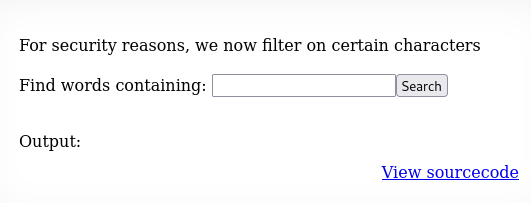 For security reasons, we now filter on certain characters
Find words containing: Search
Output:
View sourcecode